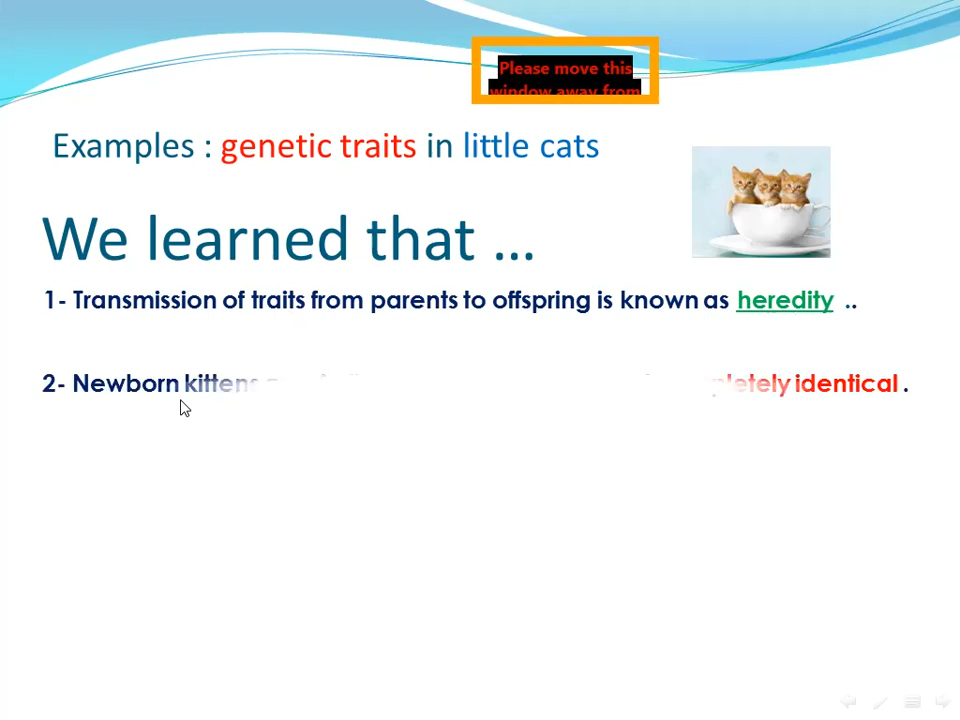 Please move this
window away from
Examples : genetic traits in little cats
We learned that ...
1- Transmission of traits from parents to offspring is known as heredity ..
2- Newborn kittens identical .